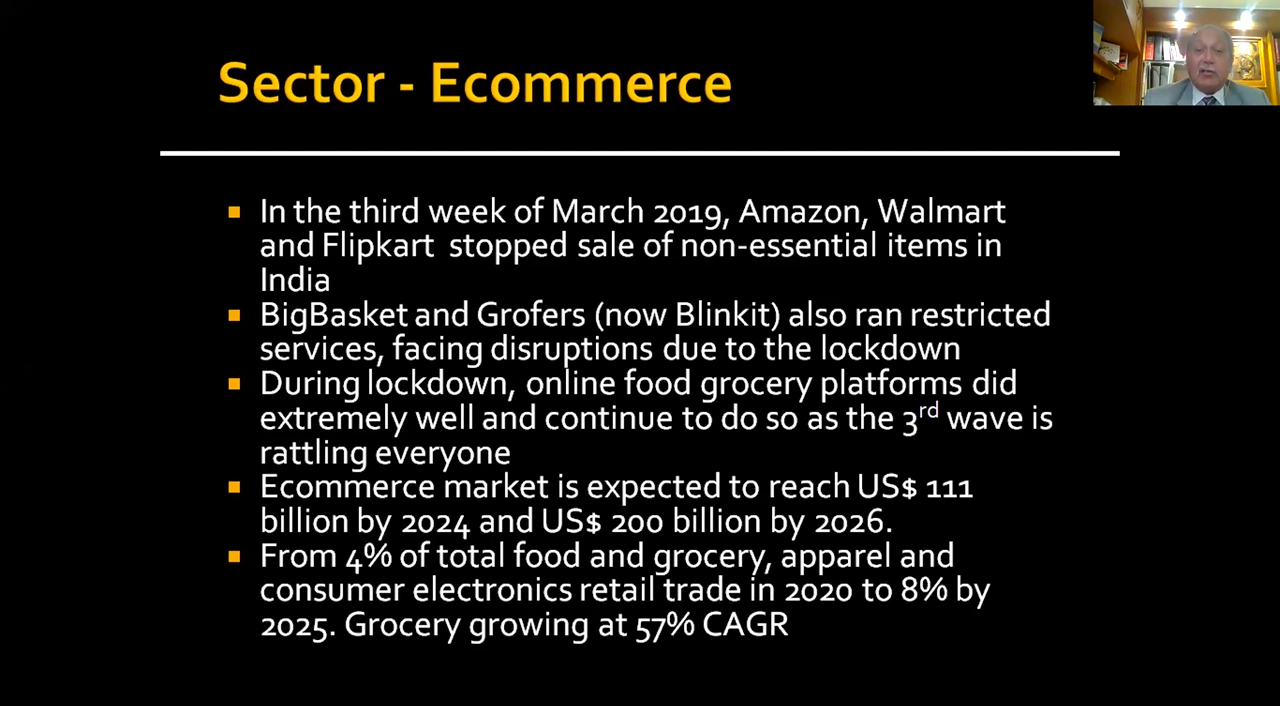 Sector - Ecommerce
In the third week of March 2019, Amazon, Walmart
and Flipkart stopped sale of non-essential items in
India
BigBasket and Grofers (now Blinkit) also ran restricted
services, facing disruptions due to the lockdown
During lockdown, online food grocery platforms did
extremely well and continue to do so as the 3rd wave is
rattling everyone
Ecommerce market is expected to reach US$ 111
billion by 2024 and US$ 200 billion by 2026.
From 4% of total food and grocery, apparel and
consumer electronics retail trade in 2020 to 8% by
2025. Grocery growing at 57% CAGR